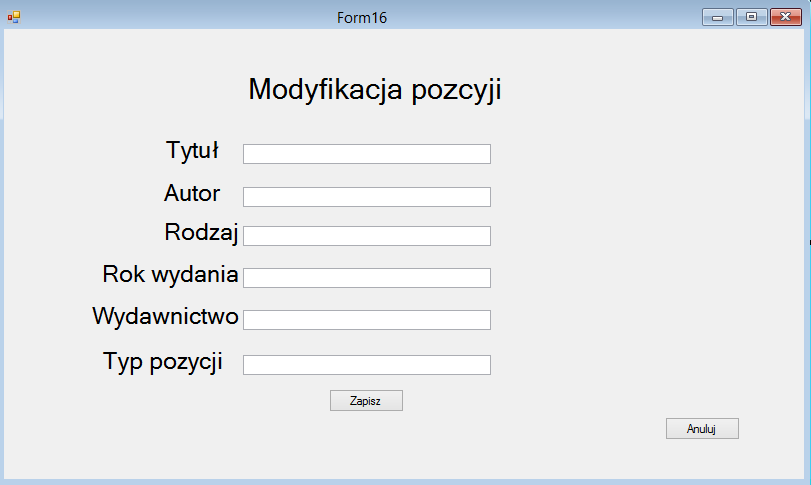 Form16
Modyfikacja pozcyji
Tytuł
Autor
Rodzaj
Rok wydania
Wydawnictwo
Typ pozycji
Zapisz
Anuluj